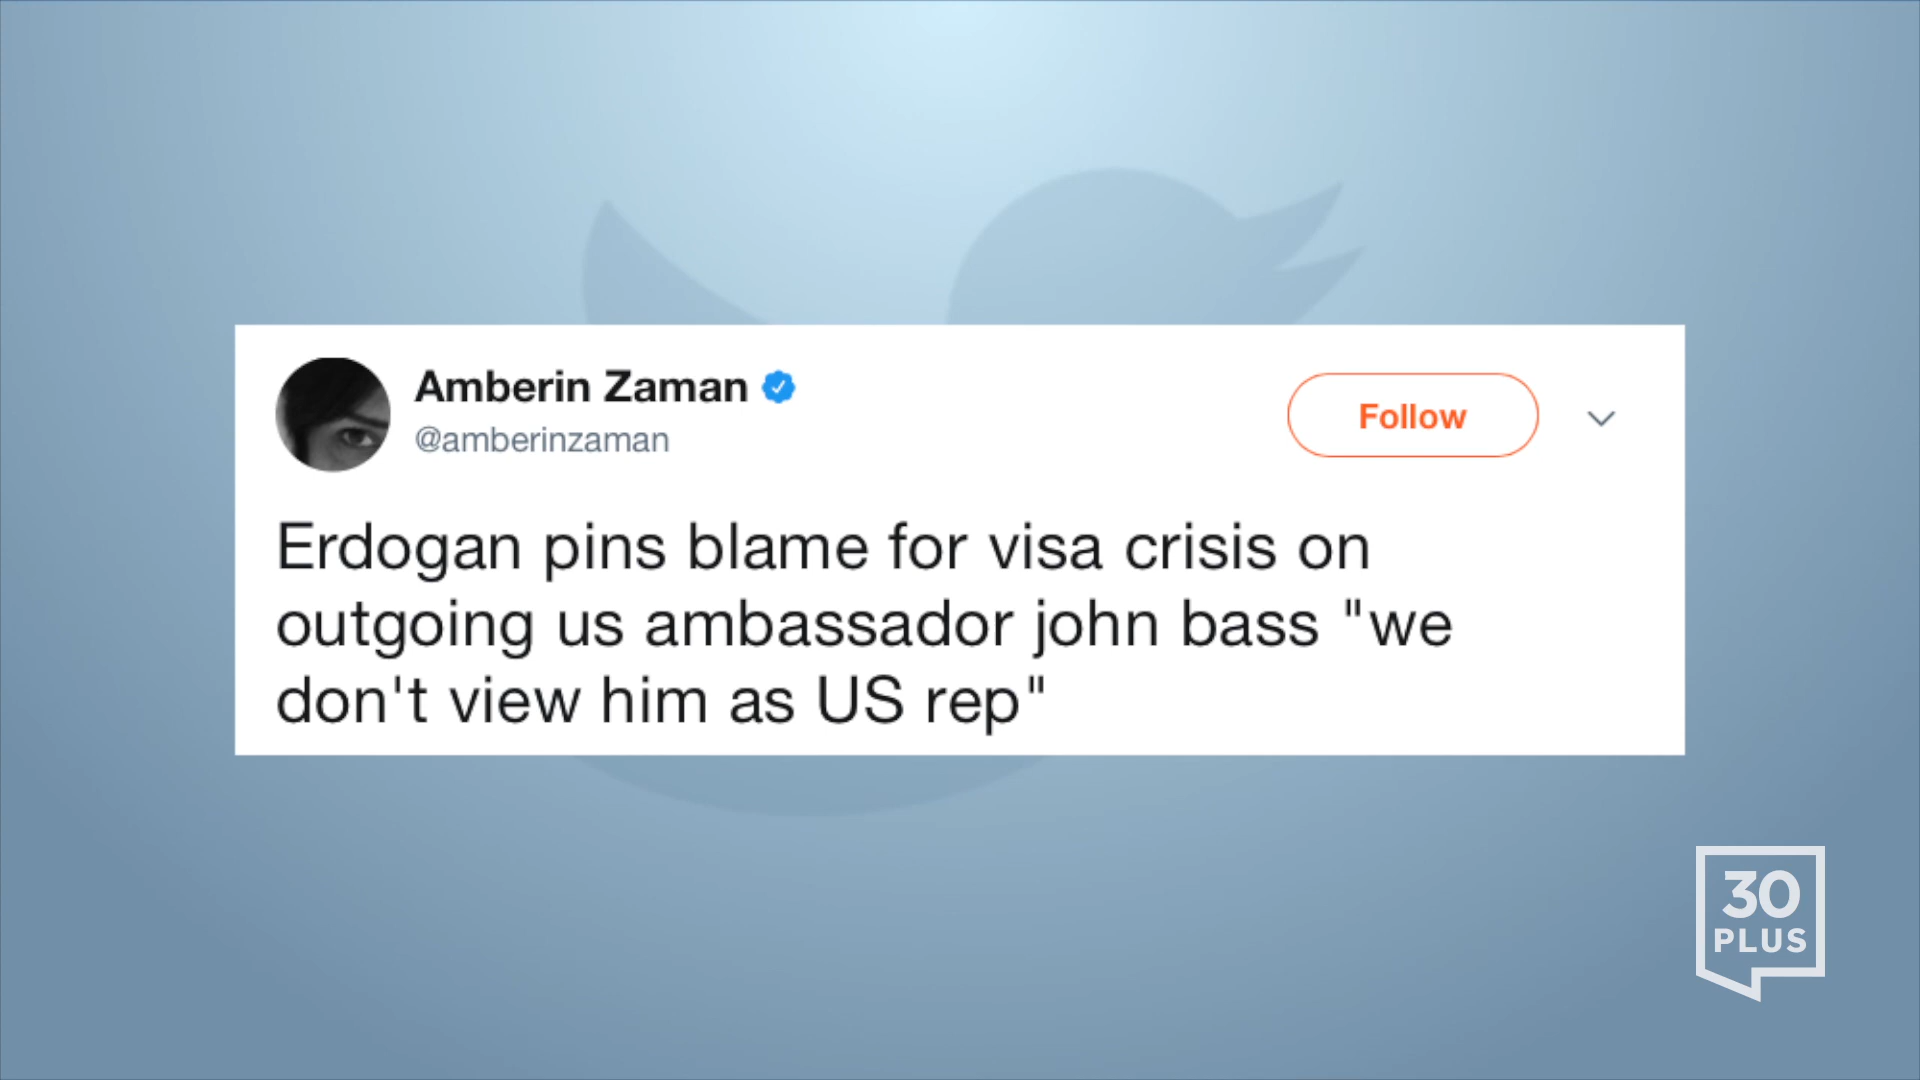 Amberin Zaman
@amberinzaman
Follow
Erdogan pins blame for visa crisis on
outgoing us ambassador john bass "we
don't view him as US rep"
30
PLUS